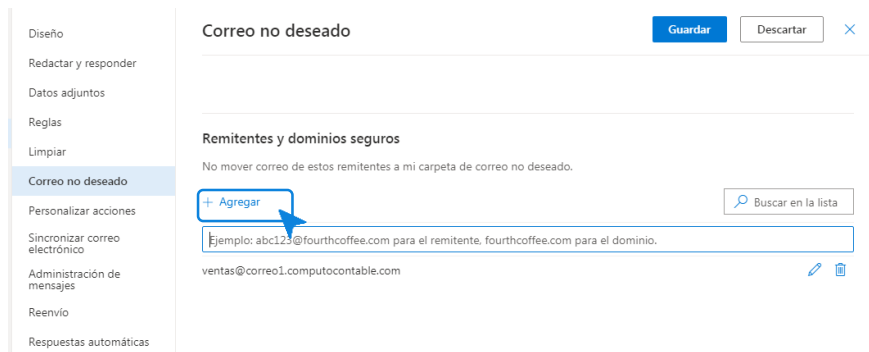 Diseño
Redactar y responder
Datos adjuntos
Reglas
Limpiar
Correo no deseado
Personalizar acciones
Sincronizar correo
electrónico
Administración de
mensajes
Reenvío
Respuestas automáticas
Correo no deseado
Guardar
Descartar
Remitentes y dominios seguros
No mover correo de estos remitentes a mi carpeta de correo no deseado.
+ Agregar
Buscar en la lista
Ejemplo: abc123@fourthcoffee.com para el remitente, fourthcoffee.com para el dominio.
ventas@correo1.computocontable.com